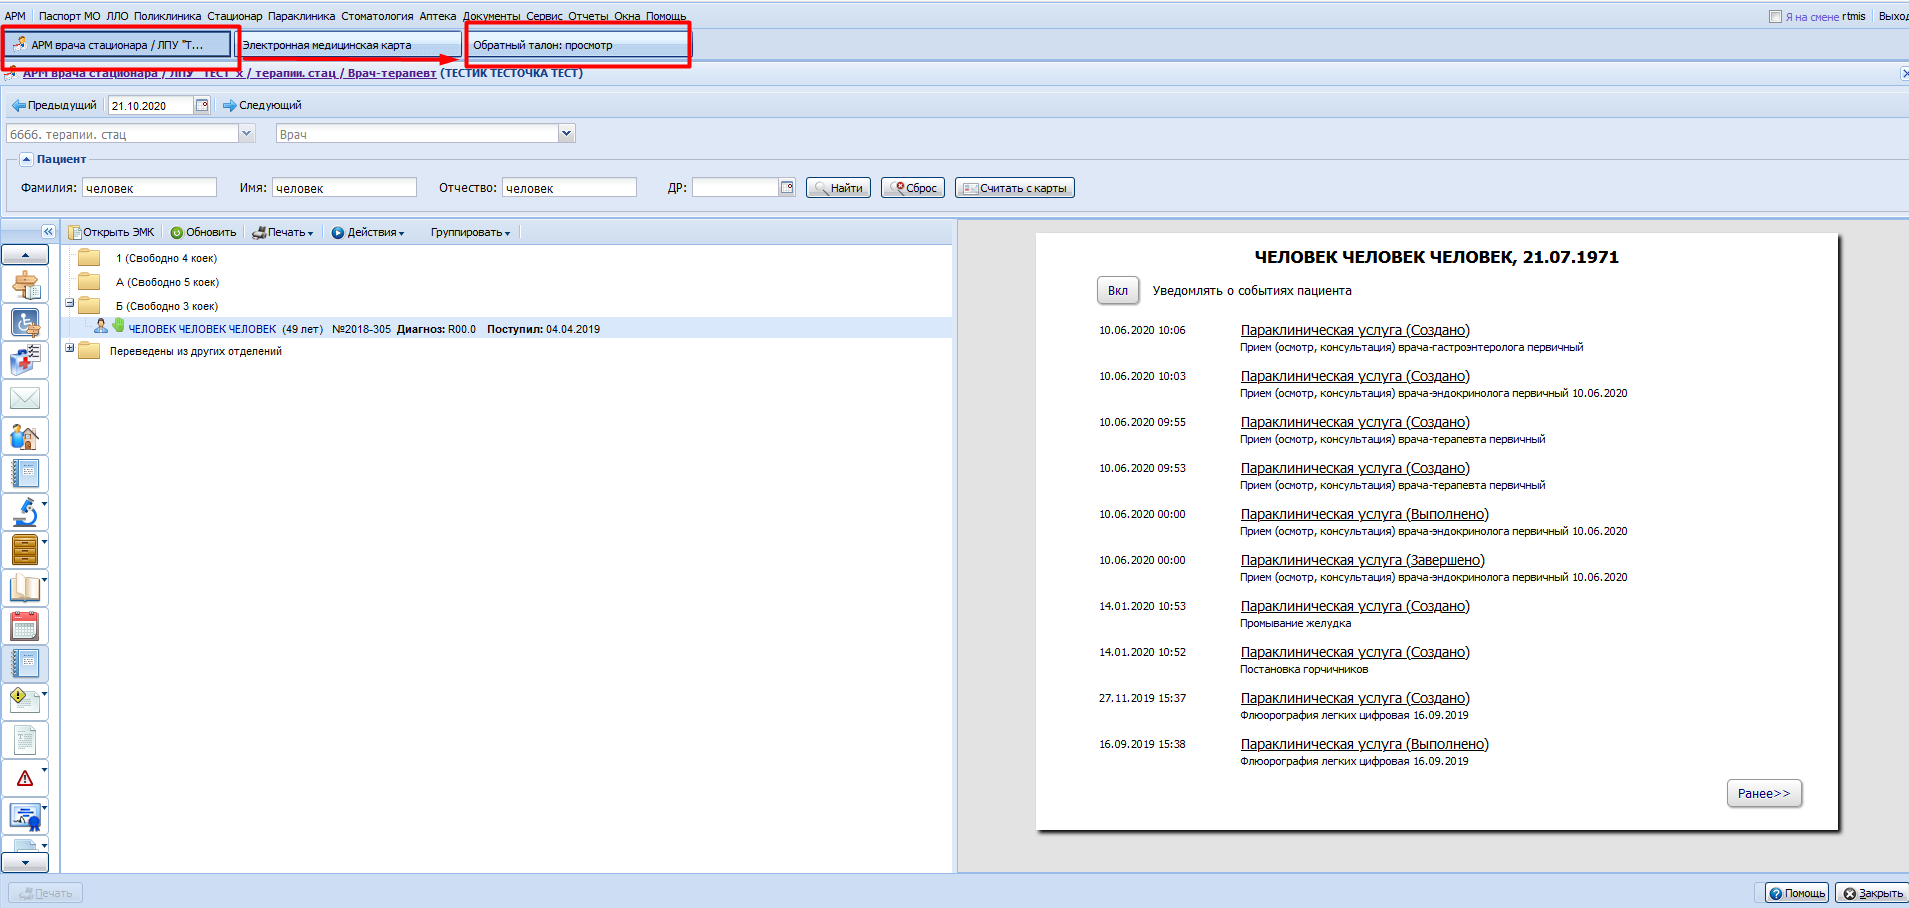 АРМ Паспорт МО ЛЛО Поликлиника Стационар Параклиника Стоматология Аптека Документы Сервис Отчеты Окна Помощь Я на смене rtmis Выход
АРМ врача стационара / ЛПУ "Т... Электронная медицинская карта Обратный талон: просмотр
АРМ врача стационара / ЛПУ "ТЕСТ" х / терапии. стац / Врач-терапевт (ТЕСТИК ТЕСТОЧКА ТЕСТ)
Предыдущий 21.10.2020 Следующий
6666. терапии. стац Врач
Пациент
Фамилия: человек Имя: человек Отчество: человек ДР: Найти Сброс Считать с карты
Открыть ЭМК Обновить Печать Действия Группировать
1 (Свободно 4 коек)
А (Свободно 5 коек)
Б (Свободно 3 коек)
ЧЕЛОВЕК ЧЕЛОВЕК ЧЕЛОВЕК (49 лет) №2018-305 Диагноз: R00.0 Поступил: 04.04.2019
Переведены из других отделений
ЧЕЛОВЕК ЧЕЛОВЕК ЧЕЛОВЕК, 21.07.1971
Вкл Уведомлять о событиях пациента
10.06.2020 10:06 Параклиническая услуга (Создано)
Прием (осмотр, консультация) врача-гастроэнтеролога первичный
10.06.2020 10:03 Параклиническая услуга (Создано)
Прием (осмотр, консультация) врача-эндокринолога первичный 10.06.2020
10.06.2020 09:55 Параклиническая услуга (Создано)
Прием (осмотр, консультация) врача-терапевта первичный
10.06.2020 09:53 Параклиническая услуга (Создано)
Прием (осмотр, консультация) врача-терапевта первичный
10.06.2020 00:00 Параклиническая услуга (Выполнено)
Прием (осмотр, консультация) врача-эндокринолога первичный 10.06.2020
10.06.2020 00:00 Параклиническая услуга (Завершено)
Прием (осмотр, консультация) врача-эндокринолога первичный 10.06.2020
14.01.2020 10:53 Параклиническая услуга (Создано)
Промывание желудка
14.01.2020 10:52 Параклиническая услуга (Создано)
Постановка горчичников
27.11.2019 15:37 Параклиническая услуга (Создано)
Флюорография легких цифровая 16.09.2019
16.09.2019 15:38 Параклиническая услуга (Выполнено)
Флюорография легких цифровая 16.09.2019
Ранее>>
Печать Помощь Закрыть